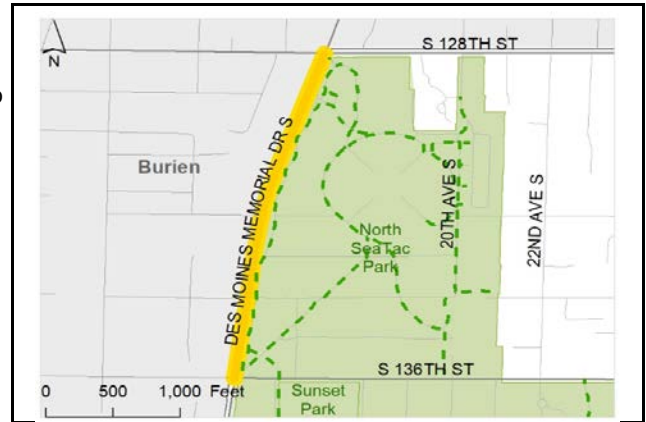 S 128TH ST
N
DES MOINES MEMORIAL DR S
Burien
20TH AVE S
22ND AVE S
North
SeaTac
Park
S 136TH ST
0 500 1,000 Feet
Sunset
Park